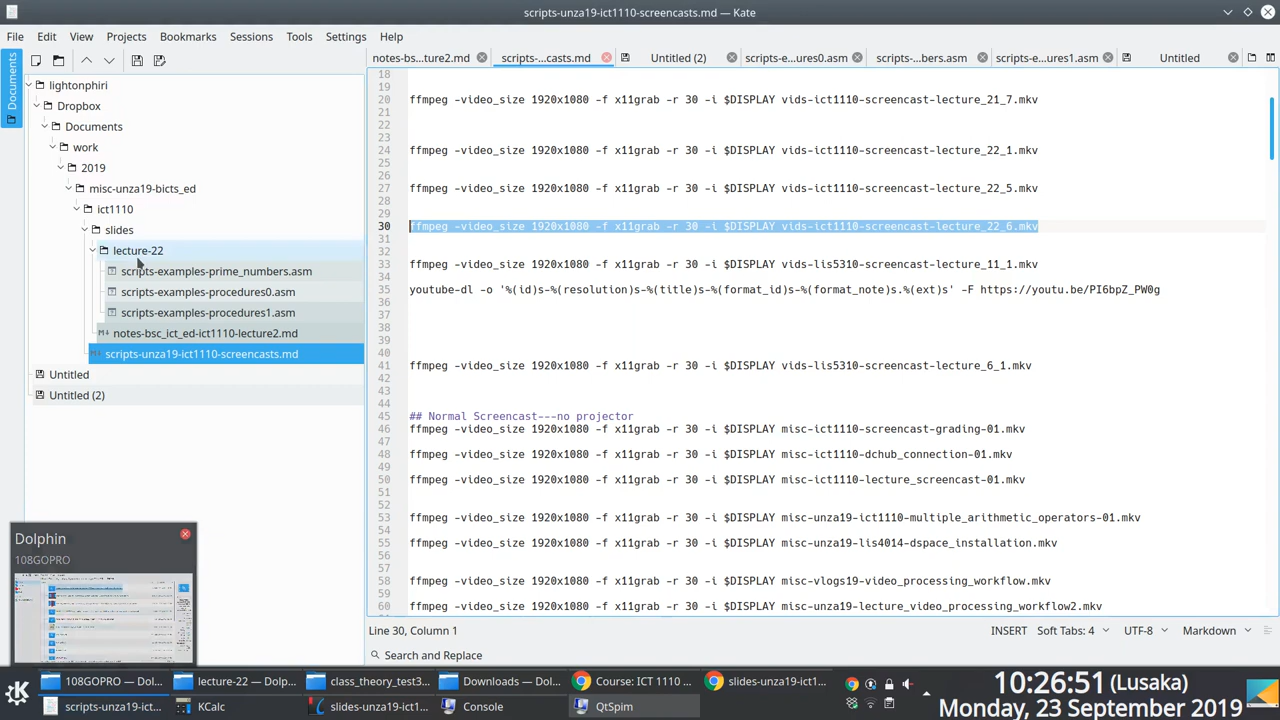 scripts-unza19-ict1110-screencasts.md — Kate
File Edit View Projects Bookmarks Sessions Tools Settings Help
Documents
notes-bs...ture2.md scripts-...casts.md Untitled (2) scripts-e...ures0.asm scripts-...bers.asm scripts-e...ures1.asm Untitled
lightonphiri
Dropbox
Documents
work
2019
misc-unza19-bicts_ed
ict1110
slides
lecture-22
scripts-examples-prime_numbers.asm
scripts-examples-procedures0.asm
scripts-examples-procedures1.asm
notes-bsc_ict_ed-ict1110-lecture2.md
scripts-unza19-ict1110-screencasts.md
Untitled
Untitled (2)
18
19
20 ffmpeg -video_size 1920x1080 -f x11grab -r 30 -i $DISPLAY vids-ict1110-screencast-lecture_21_7.mkv
21
22
23
24 ffmpeg -video_size 1920x1080 -f x11grab -r 30 -i $DISPLAY vids-ict1110-screencast-lecture_22_1.mkv
25
26
27 ffmpeg -video_size 1920x1080 -f x11grab -r 30 -i $DISPLAY vids-ict1110-screencast-lecture_22_5.mkv
28
29
30 ffmpeg -video_size 1920x1080 -f x11grab -r 30 -i $DISPLAY vids-ict1110-screencast-lecture_22_6.mkv
31
32
33 ffmpeg -video_size 1920x1080 -f x11grab -r 30 -i $DISPLAY vids-lis5310-screencast-lecture_11_1.mkv
34
35 youtube-dl -o '%(id)s-%(resolution)s-%(title)s-%(format_id)s-%(format_note)s.%(ext)s' -F https://youtu.be/PI6bpZ_PW0g
36
37
38
39
40
41 ffmpeg -video_size 1920x1080 -f x11grab -r 30 -i $DISPLAY vids-lis5310-screencast-lecture_6_1.mkv
42
43
44
45 ## Normal Screencast---no projector
46 ffmpeg -video_size 1920x1080 -f x11grab -r 30 -i $DISPLAY misc-ict1110-screencast-grading-01.mkv
47
48 ffmpeg -video_size 1920x1080 -f x11grab -r 30 -i $DISPLAY misc-ict1110-dchub_connection-01.mkv
49
50 ffmpeg -video_size 1920x1080 -f x11grab -r 30 -i $DISPLAY misc-ict1110-lecture_screencast-01.mkv
51
52
53 ffmpeg -video_size 1920x1080 -f x11grab -r 30 -i $DISPLAY misc-unza19-ict1110-multiple_arithmetic_operators-01.mkv
54
55 ffmpeg -video_size 1920x1080 -f x11grab -r 30 -i $DISPLAY misc-unza19-lis4014-dspace_installation.mkv
56
57
58 ffmpeg -video_size 1920x1080 -f x11grab -r 30 -i $DISPLAY misc-vlogs19-video_processing_workflow.mkv
59
60 ffmpeg -video_size 1920x1080 -f x11grab -r 30 -i $DISPLAY misc-unza19-lecture_video_processing_workflow2.mkv
Dolphin
108GOPRO
Line 30, Column 1 INSERT Soft Tabs: 4 UTF-8 Markdown
Search and Replace
108GOPRO — Dol... lecture-22 — Dolp... class_theory_test3... Downloads — Dol... Course: ICT 1110 ... slides-unza19-ict1...
scripts-unza19-ict... KCalc slides-unza19-ict1... Console QtSpim
10:26:51 (Lusaka)
Monday, 23 September 2019